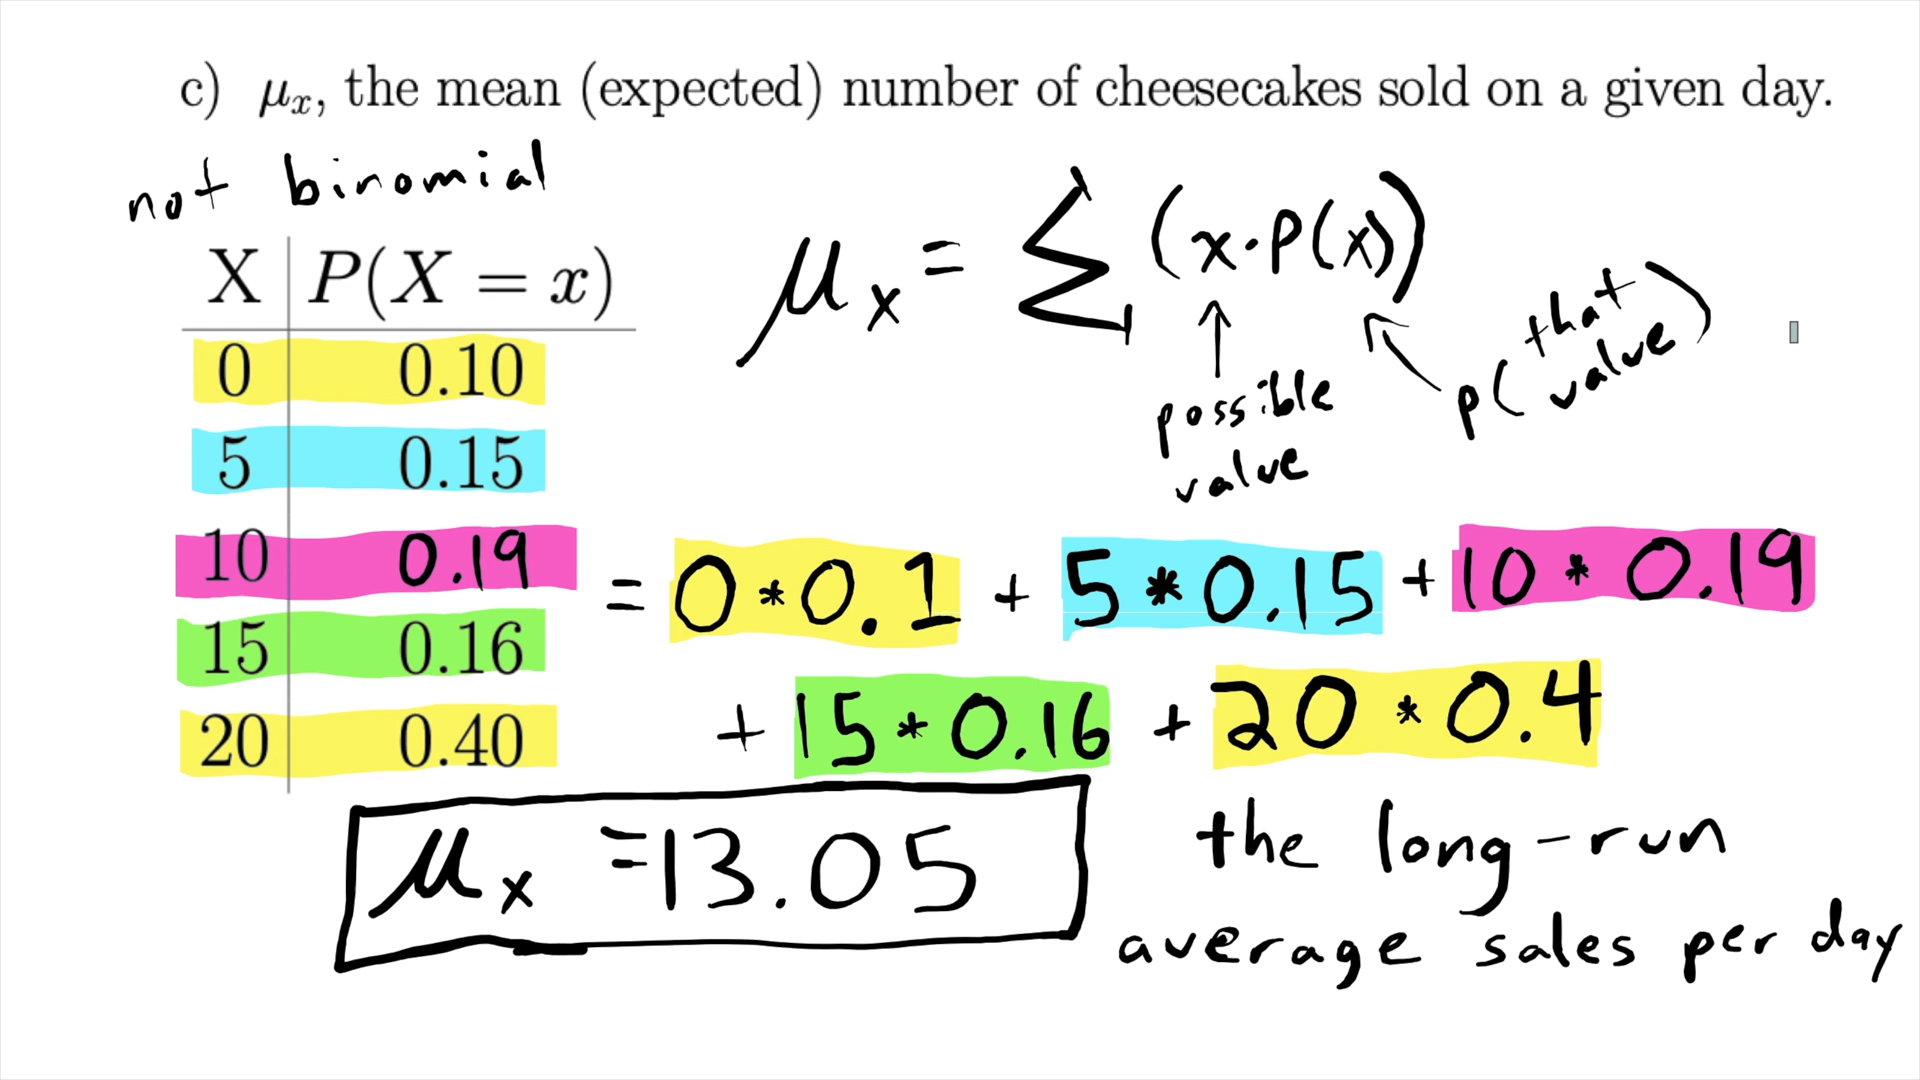 c) μₓ, the mean (expected) number of cheesecakes sold on a given day.
not binomial
X P(X = x)
0 0.10
5 0.15
10 0.19
15 0.16
20 0.40
μₓ = Σ (x·P(x))
possible
value
P(that
value)
= 0 * 0.1 + 5 * 0.15 + 10 * 0.19
+ 15 * 0.16 + 20 * 0.4
μₓ = 13.05
the long-run
average sales per day